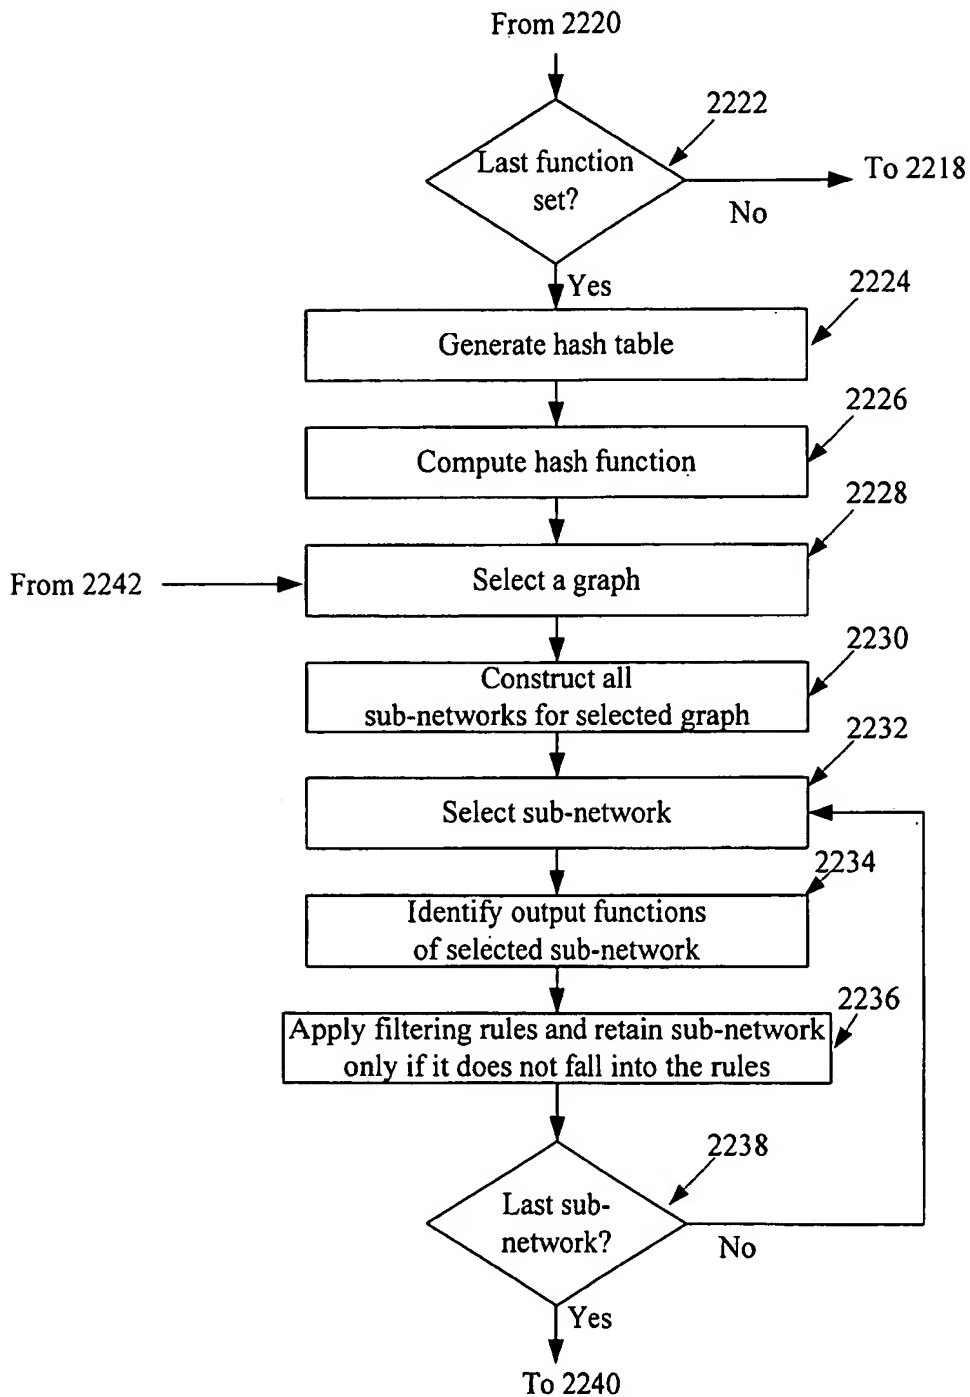 From 2220
2222
Last function
set?
To 2218
No
Yes
2224
Generate hash table
2226
Compute hash function
2228
From 2242
Select a graph
2230
Construct all
sub-networks for selected graph
2232
Select sub-network
2234
Identify output functions
of selected sub-network
2236
Apply filtering rules and retain sub-network
only if it does not fall into the rules
2238
Last sub-
network?
No
Yes
To 2240